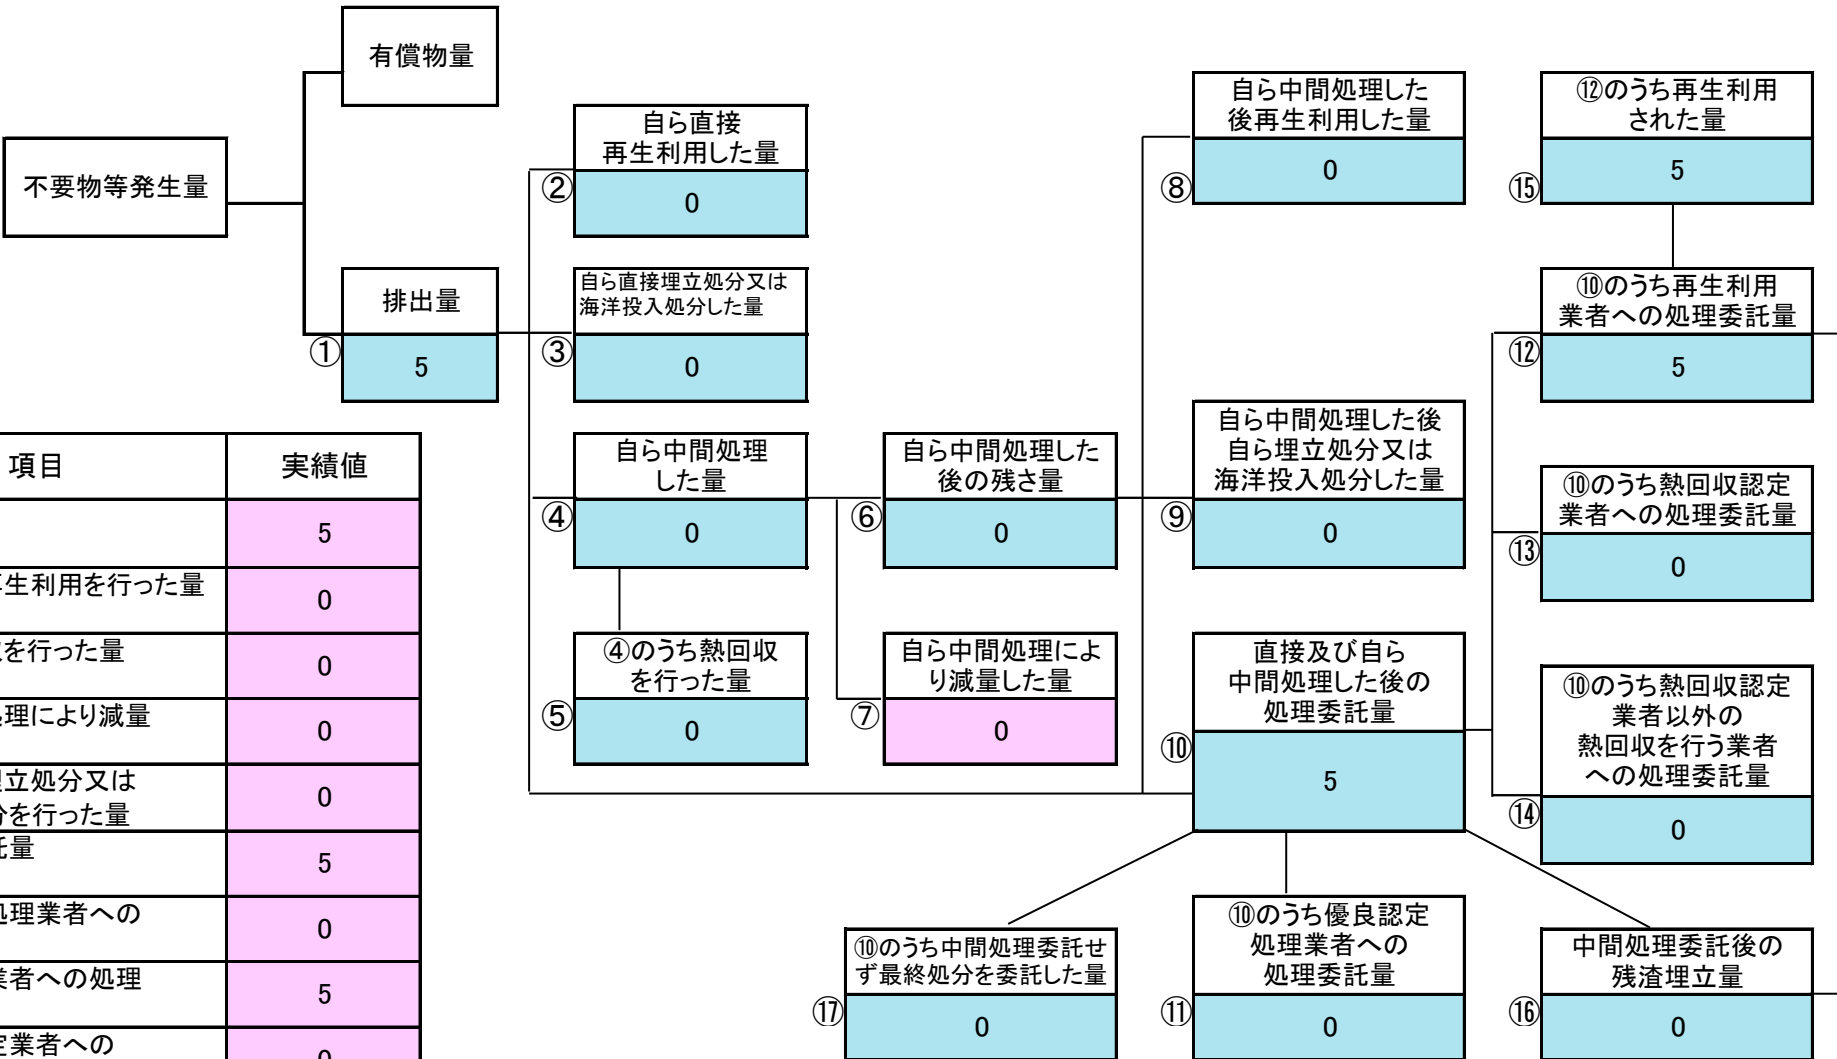 有償物量
不要物等発生量
排出量
①
5
自ら直接
再生利用した量
②
0
自ら直接埋立処分又は
海洋投入処分した量
③
0
自ら中間処理
した量
④
0
④のうち熱回収
を行った量
⑤
0
自ら中間処理した
後の残さ量
⑥
0
自ら中間処理によ
り減量した量
⑦
0
自ら中間処理した
後再生利用した量
⑧
0
自ら中間処理した後
自ら埋立処分又は
海洋投入処分した量
⑨
0
直接及び自ら
中間処理した後の
処理委託量
⑩
5
⑩のうち優良認定
処理業者への
処理委託量
⑪
0
⑩のうち中間処理委託せ
ず最終処分を委託した量
⑰
0
⑫のうち再生利用
された量
⑮
5
⑩のうち再生利用
業者への処理委託量
⑫
5
⑩のうち熱回収認定
業者への処理委託量
⑬
0
⑩のうち熱回収認定
業者以外の
熱回収を行う業者
への処理委託量
⑭
0
中間処理委託後の
残渣埋立量
⑯
0
項目 実績値
5
生利用を行った量 0
を行った量 0
理により減量 0
立処分又は
を行った量 0
託量 5
処理業者への 0
業者への処理 5
定業者への 0